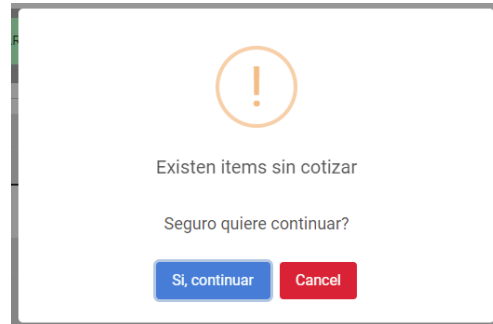 !
Existen items sin cotizar
Seguro quiere continuar?
Si, continuar
Cancel